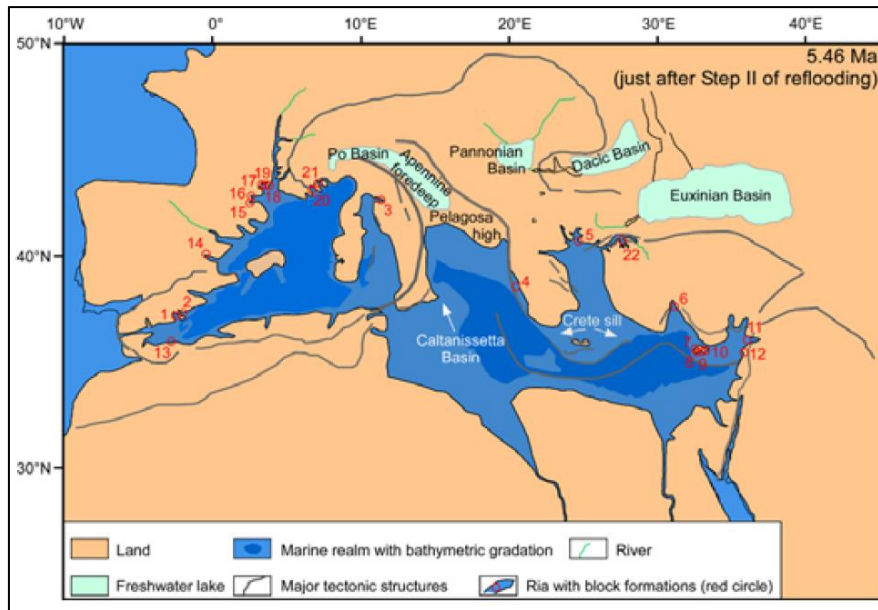 10°W 0° 10°E 20°E 30°E 40°E
50°N
5.46 Ma
(just after Step II of reflooding)
19
17
16
18
15
21
20
Po Basin
Apennine
foredeep
Pannonian
Basin
Dacic Basin
Euxinian Basin
3
Pelagosa
high
5
22
14
40°N
4
6
2
1
13
Caltanissetta
Basin
Crete sill
7
8
9
10
11
12
30°N
Land
Marine realm with bathymetric gradation
River
Freshwater lake
Major tectonic structures
Ria with block formations (red circle)